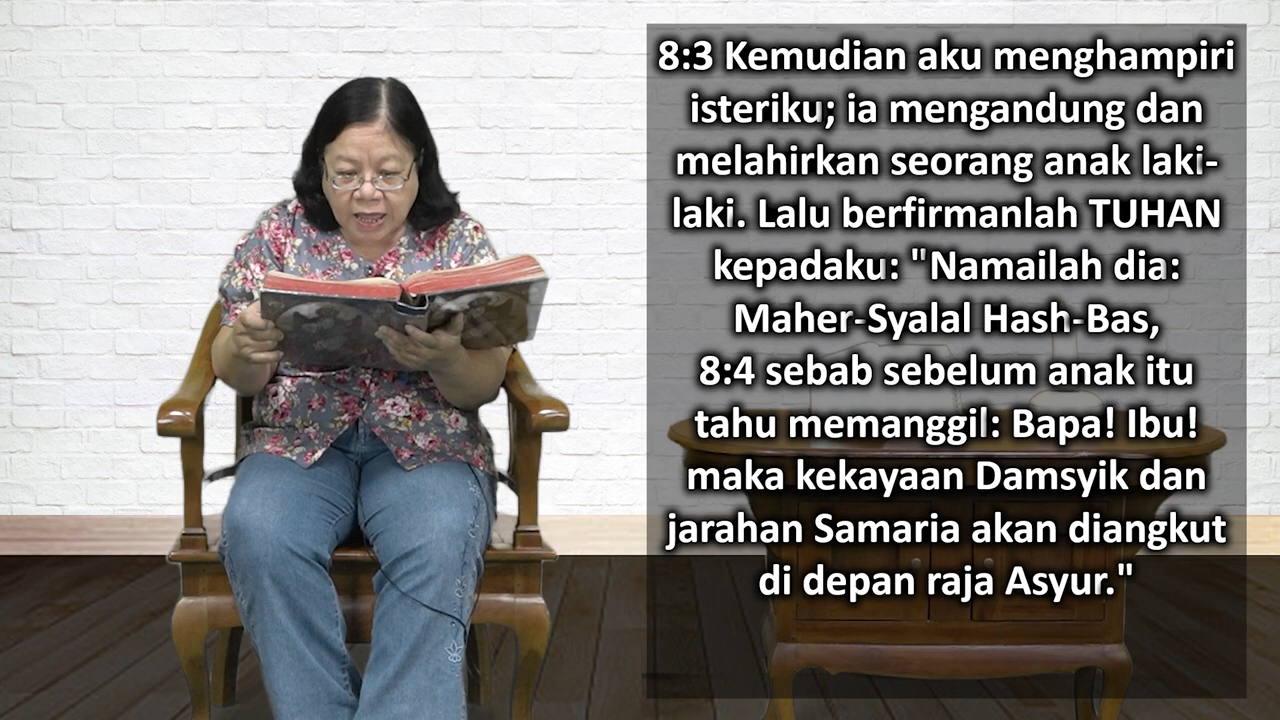 8:3 Kemudian aku menghampiri
isteriku; ia mengandung dan
melahirkan seorang anak laki-
laki. Lalu berfirmanlah TUHAN
kepadaku: "Namailah dia:
Maher-Syalal Hash-Bas,
8:4 sebab sebelum anak itu
tahu memanggil: Bapa! Ibu!
maka kekayaan Damsyik dan
jarahan Samaria akan diangkut
di depan raja Asyur."